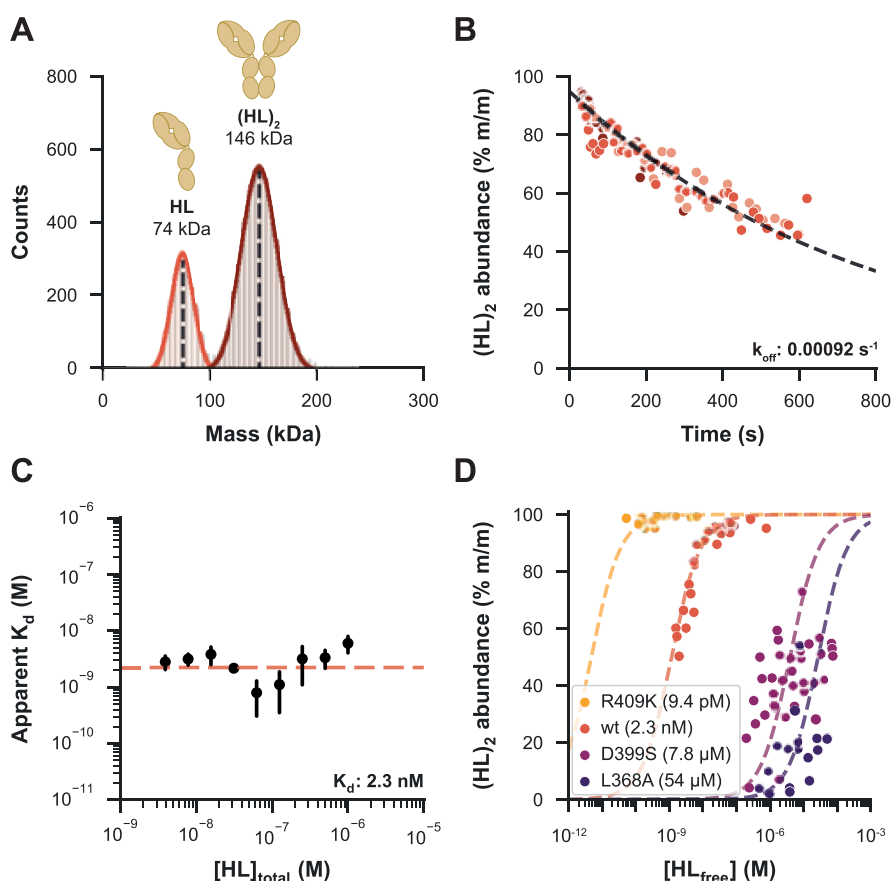 A
(HL)2
146 kDa
HL
74 kDa
800
600
400
200
0
Counts
0 100 200 300
Mass (kDa)
B
100
80
60
40
20
0
(HL)2 abundance (% m/m)
koff: 0.00092 s-1
0 200 400 600 800
Time (s)
C
10-6
10-7
10-8
10-9
10-10
10-11
Apparent Kd (M)
Kd: 2.3 nM
10-9 10-8 10-7 10-6 10-5
[HL]total (M)
D
100
80
60
40
20
0
(HL)2 abundance (% m/m)
R409K (9.4 pM)
wt (2.3 nM)
D399S (7.8 µM)
L368A (54 µM)
10-12 10-9 10-6 10-3
[HLfree] (M)